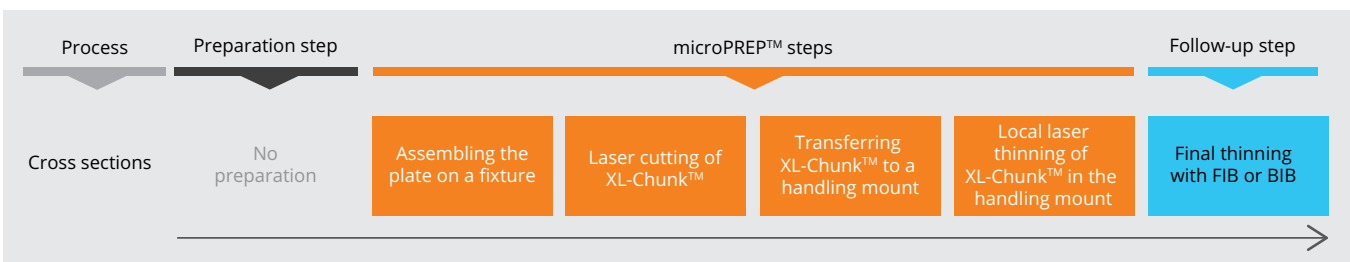 Process
Preparation step
microPREP™ steps
Follow-up step
Cross sections
No
preparation
Assembling the
plate on a fixture
Laser cutting of
XL-Chunk™
Transferring
XL-Chunk™ to a
handling mount
Local laser
thinning of
XL-Chunk™ in the
handling mount
Final thinning
with FIB or BIB